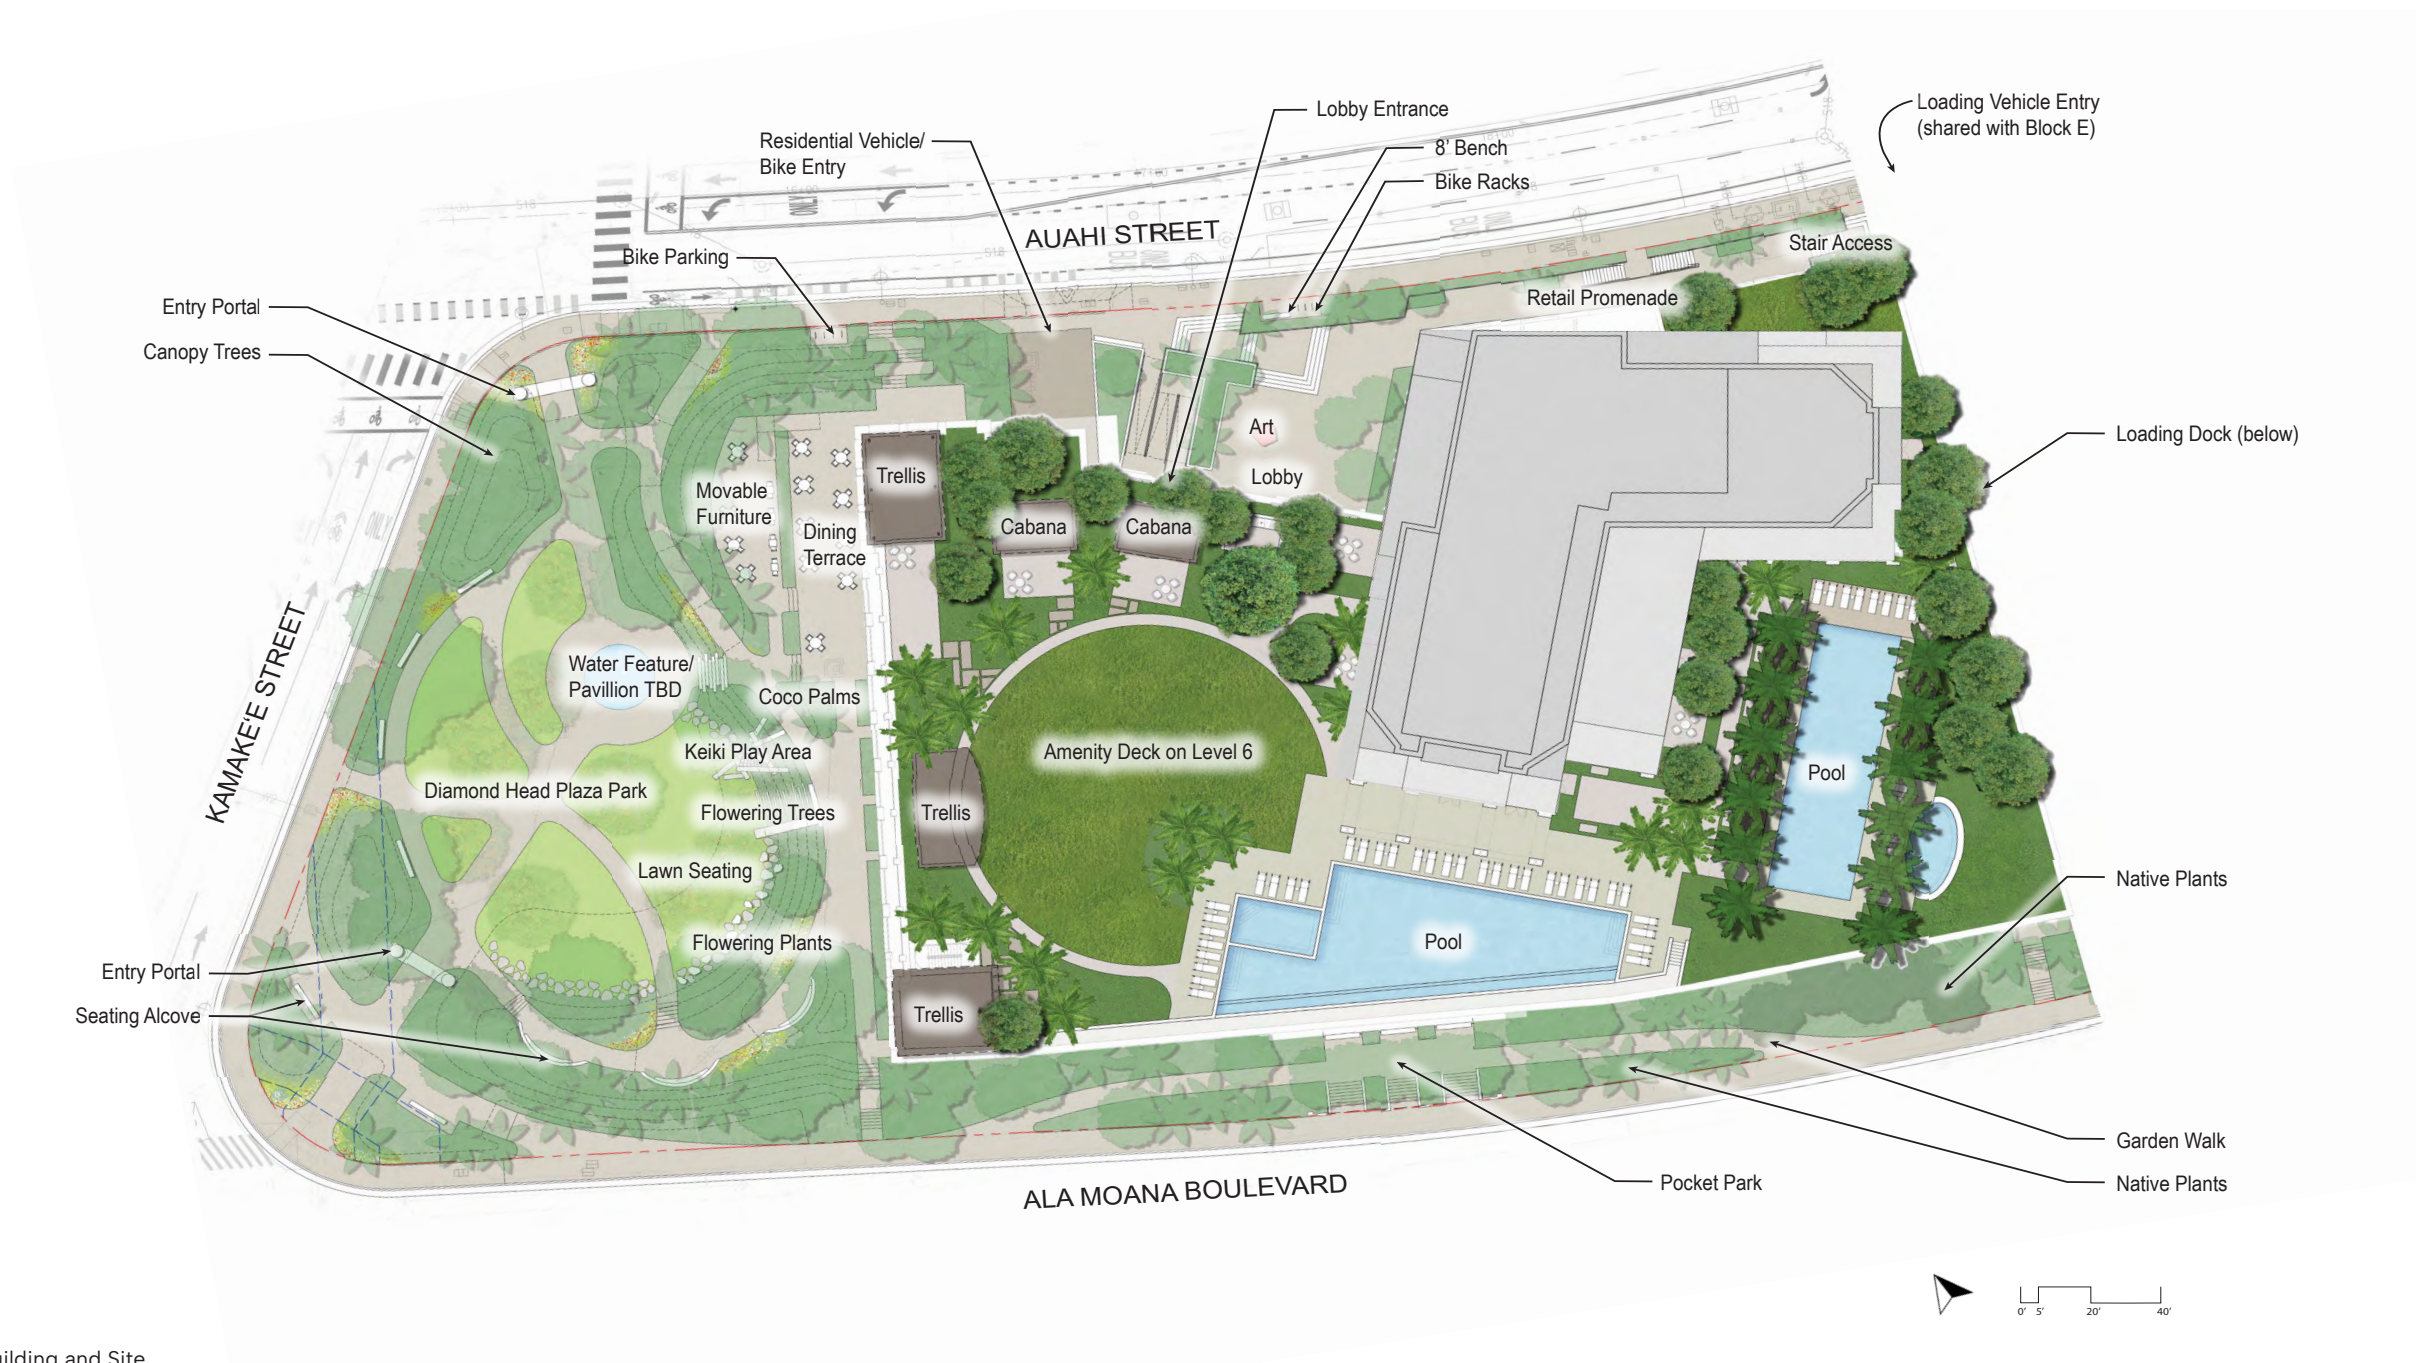 Lobby Entrance
Loading Vehicle Entry
(shared with Block E)
Residential Vehicle/
Bike Entry
8’ Bench
Bike Racks
AUAHI STREET
Stair Access
Bike Parking
Entry Portal
Retail Promenade
Canopy Trees
Art
Loading Dock (below)
Trellis
Lobby
Movable
Furniture
Cabana
Cabana
Dining
Terrace
KAMAKE‘E STREET
Water Feature/
Pavillion TBD
Coco Palms
Keiki Play Area
Amenity Deck on Level 6
Pool
Diamond Head Plaza Park
Flowering Trees
Trellis
Lawn Seating
Native Plants
Flowering Plants
Pool
Entry Portal
Seating Alcove
Trellis
Garden Walk
Pocket Park
Native Plants
ALA MOANA BOULEVARD
0’ 5’ 20’ 40’
ilding and Site